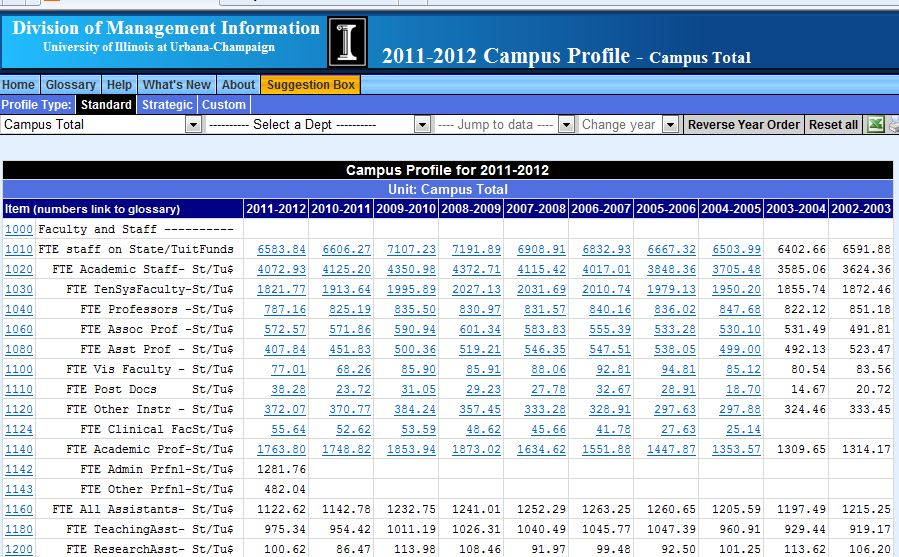 Division of Management Information
University of Illinois at Urbana-Champaign
I
2011-2012 Campus Profile - Campus Total
Home Glossary Help What's New About Suggestion Box
Profile Type: Standard Strategic Custom
Campus Total ---------- Select a Dept ---------- ---- Jump to data ---- Change year Reverse Year Order Reset all
Campus Profile for 2011-2012
Unit: Campus Total
Item (numbers link to glossary) 2011-2012 2010-2011 2009-2010 2008-2009 2007-2008 2006-2007 2005-2006 2004-2005 2003-2004 2002-2003
1000 Faculty and Staff ----------
1010 FTE staff on State/TuitFunds 6583.84 6606.27 7107.23 7191.89 6908.91 6832.93 6667.32 6503.99 6402.66 6591.88
1020 FTE Academic Staff- St/Tu$ 4072.93 4125.20 4350.98 4372.71 4115.42 4017.01 3848.36 3705.48 3585.06 3624.36
1030 FTE TenSysFaculty-St/Tu$ 1821.77 1913.64 1995.89 2027.13 2031.69 2010.74 1979.13 1950.20 1855.74 1872.46
1040 FTE Professors -St/Tu$ 787.16 825.19 835.50 830.97 831.57 840.16 836.02 847.68 822.12 851.18
1060 FTE Assoc Prof -St/Tu$ 572.57 571.86 590.94 601.34 583.83 555.39 533.28 530.10 531.49 491.81
1080 FTE Asst Prof - St/Tu$ 407.84 451.83 500.36 519.21 546.35 547.51 538.05 499.00 492.13 523.47
1100 FTE Vis Faculty - St/Tu$ 77.01 68.26 85.90 85.91 88.06 92.81 94.81 85.12 80.54 83.56
1110 FTE Post Docs St/Tu$ 38.28 23.72 31.05 29.23 27.78 32.67 28.91 18.70 14.67 20.72
1120 FTE Other Instr - St/Tu$ 372.07 370.77 384.24 357.45 333.28 328.91 297.63 297.88 324.46 333.45
1124 FTE Clinical FacSt/Tu$ 55.64 52.62 53.59 48.62 45.66 41.78 27.63 25.14
1140 FTE Academic Prof-St/Tu$ 1763.80 1748.82 1853.94 1873.02 1634.62 1551.88 1447.87 1353.57 1309.65 1314.17
1142 FTE Admin Prfnl-St/Tu$ 1281.76
1143 FTE Other Prfnl-St/Tu$ 482.04
1160 FTE All Assistants- St/Tu$ 1122.62 1142.78 1232.75 1241.01 1252.29 1263.25 1260.65 1205.59 1197.49 1215.25
1180 FTE TeachingAsst- St/Tu$ 975.34 954.42 1011.19 1026.31 1040.49 1045.77 1047.39 960.91 929.44 919.17
1200 FTE ResearchAsst- St/Tu$ 100.62 86.47 113.98 108.46 91.97 99.48 92.50 101.25 113.62 106.20